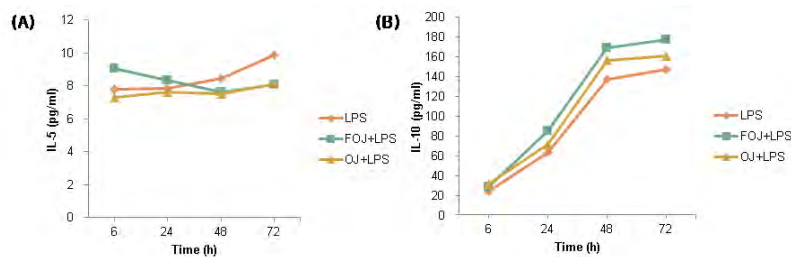 (A)
IL-5 (pg/ml)
12
10
8
6
4
2
0
6 24 48 72
Time (h)
LPS
FOJ+LPS
OJ+LPS
(B)
IL-10 (pg/ml)
200
180
160
140
120
100
80
60
40
20
0
6 24 48 72
Time (h)
LPS
FOJ+LPS
OJ+LPS